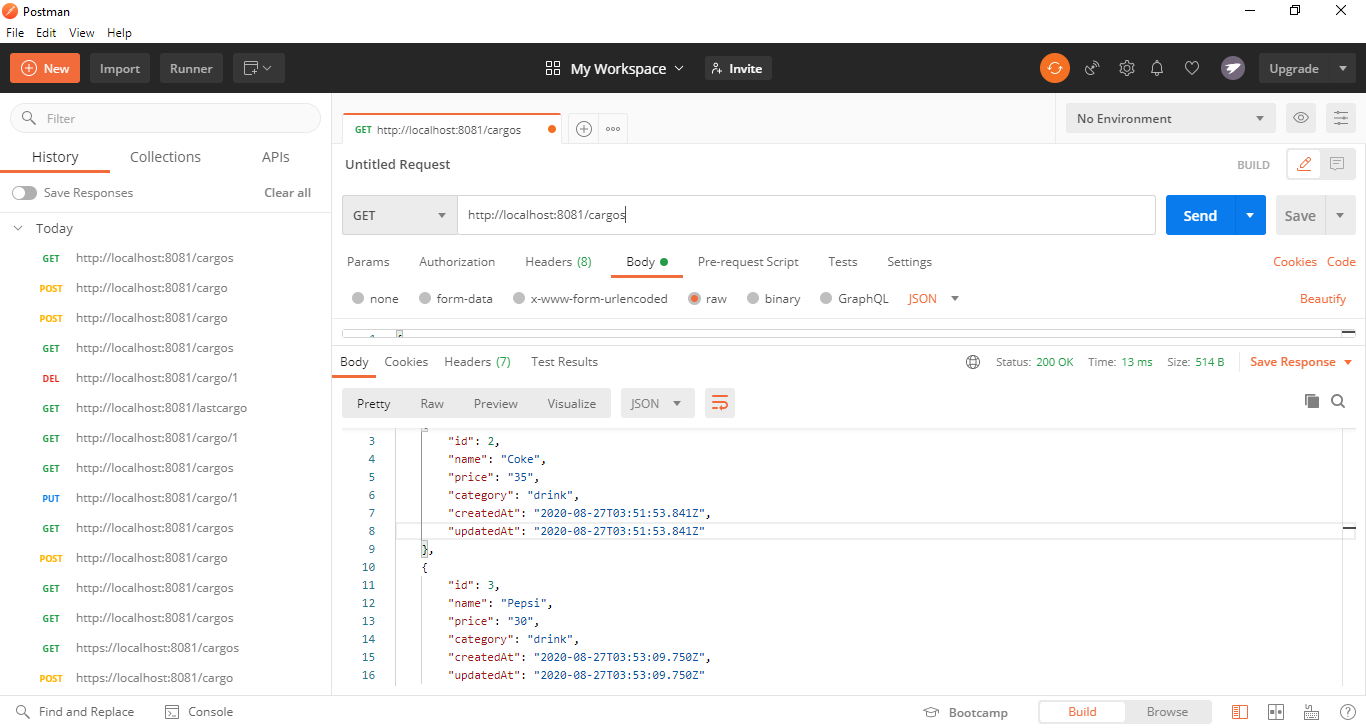 Postman
File Edit View Help
New Import Runner My Workspace Invite Upgrade
Filter
History Collections APIs
Save Responses Clear all
Today
GET http://localhost:8081/cargos
POST http://localhost:8081/cargo
POST http://localhost:8081/cargo
GET http://localhost:8081/cargos
DEL http://localhost:8081/cargo/1
GET http://localhost:8081/lastcargo
GET http://localhost:8081/cargo/1
GET http://localhost:8081/cargos
PUT http://localhost:8081/cargo/1
GET http://localhost:8081/cargos
POST http://localhost:8081/cargo
GET http://localhost:8081/cargos
GET http://localhost:8081/cargos
GET https://localhost:8081/cargos
POST https://localhost:8081/cargo
GET http://localhost:8081/cargos
No Environment
Untitled Request BUILD
GET http://localhost:8081/cargos Send Save
Params Authorization Headers (8) Body Pre-request Script Tests Settings Cookies Code
none form-data x-www-form-urlencoded raw binary GraphQL JSON Beautify
Body Cookies Headers (7) Test Results Status: 200 OK Time: 13 ms Size: 514 B Save Response
Pretty Raw Preview Visualize JSON
3 "id": 2,
4 "name": "Coke",
5 "price": "35",
6 "category": "drink",
7 "createdAt": "2020-08-27T03:51:53.841Z",
8 "updatedAt": "2020-08-27T03:51:53.841Z"
9 },
10 {
11 "id": 3,
12 "name": "Pepsi",
13 "price": "30",
14 "category": "drink",
15 "createdAt": "2020-08-27T03:53:09.750Z",
16 "updatedAt": "2020-08-27T03:53:09.750Z"
Find and Replace Console Bootcamp Build Browse